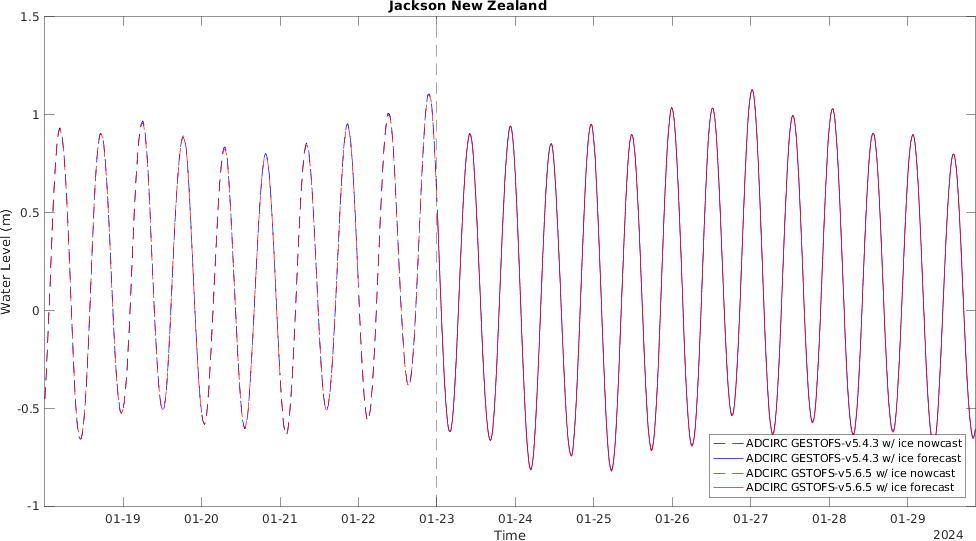 Jackson New Zealand
1.5
1
0.5
0
-0.5
-1
Water Level (m)
01-19 01-20 01-21 01-22 01-23 01-24 01-25 01-26 01-27 01-28 01-29
Time
2024
ADCIRC GESTOFS-v5.4.3 w/ ice nowcast
ADCIRC GESTOFS-v5.4.3 w/ ice forecast
ADCIRC GSTOFS-v5.6.5 w/ ice nowcast
ADCIRC GSTOFS-v5.6.5 w/ ice forecast